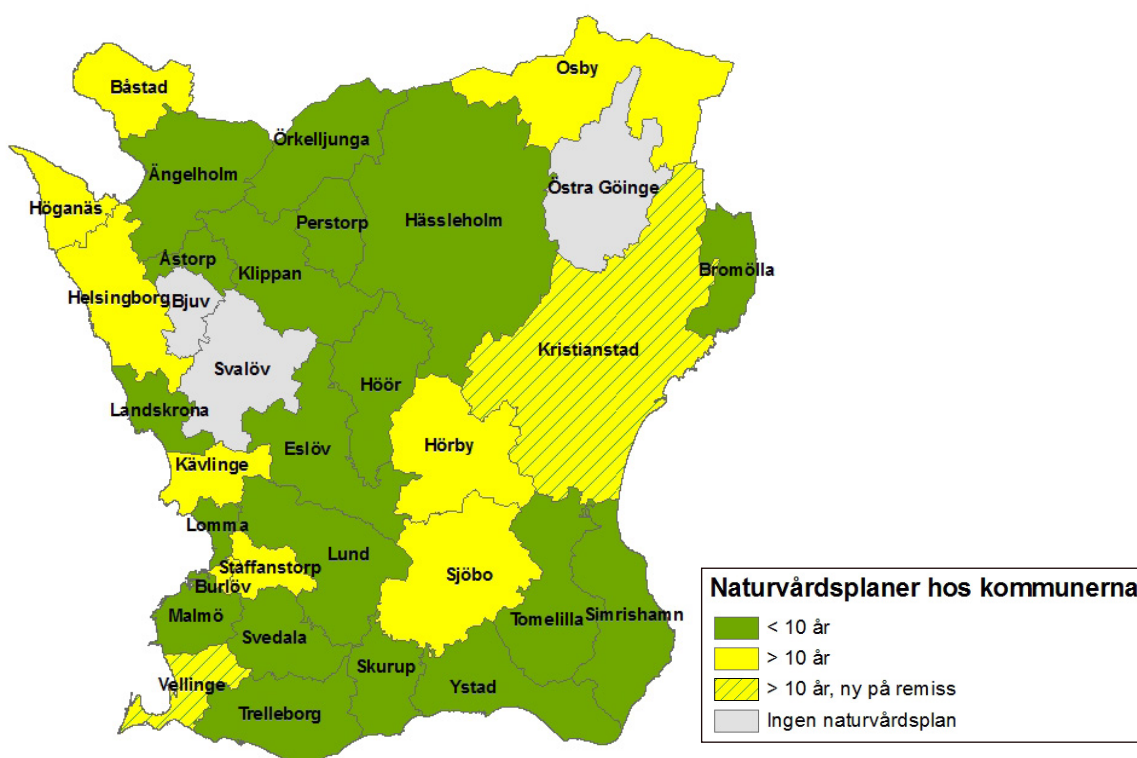 Osby
Båstad
Örkelljunga
Ängelholm
Östra Göinge
Höganäs
Perstorp
Hässleholm
Åstorp
Klippan
Bromölla
Helsingborg
Bjuv
Kristianstad
Svalöv
Höör
Landskrona
Hörby
Eslöv
Kävlinge
Lomma
Lund
Staffanstorp
Sjöbo
Burlöv
Malmö
Tomelilla
Simrishamn
Svedala
Skurup
Vellinge
Ystad
Trelleborg
Naturvårdsplaner hos kommunerna
< 10 år
> 10 år
> 10 år, ny på remiss
Ingen naturvårdsplan